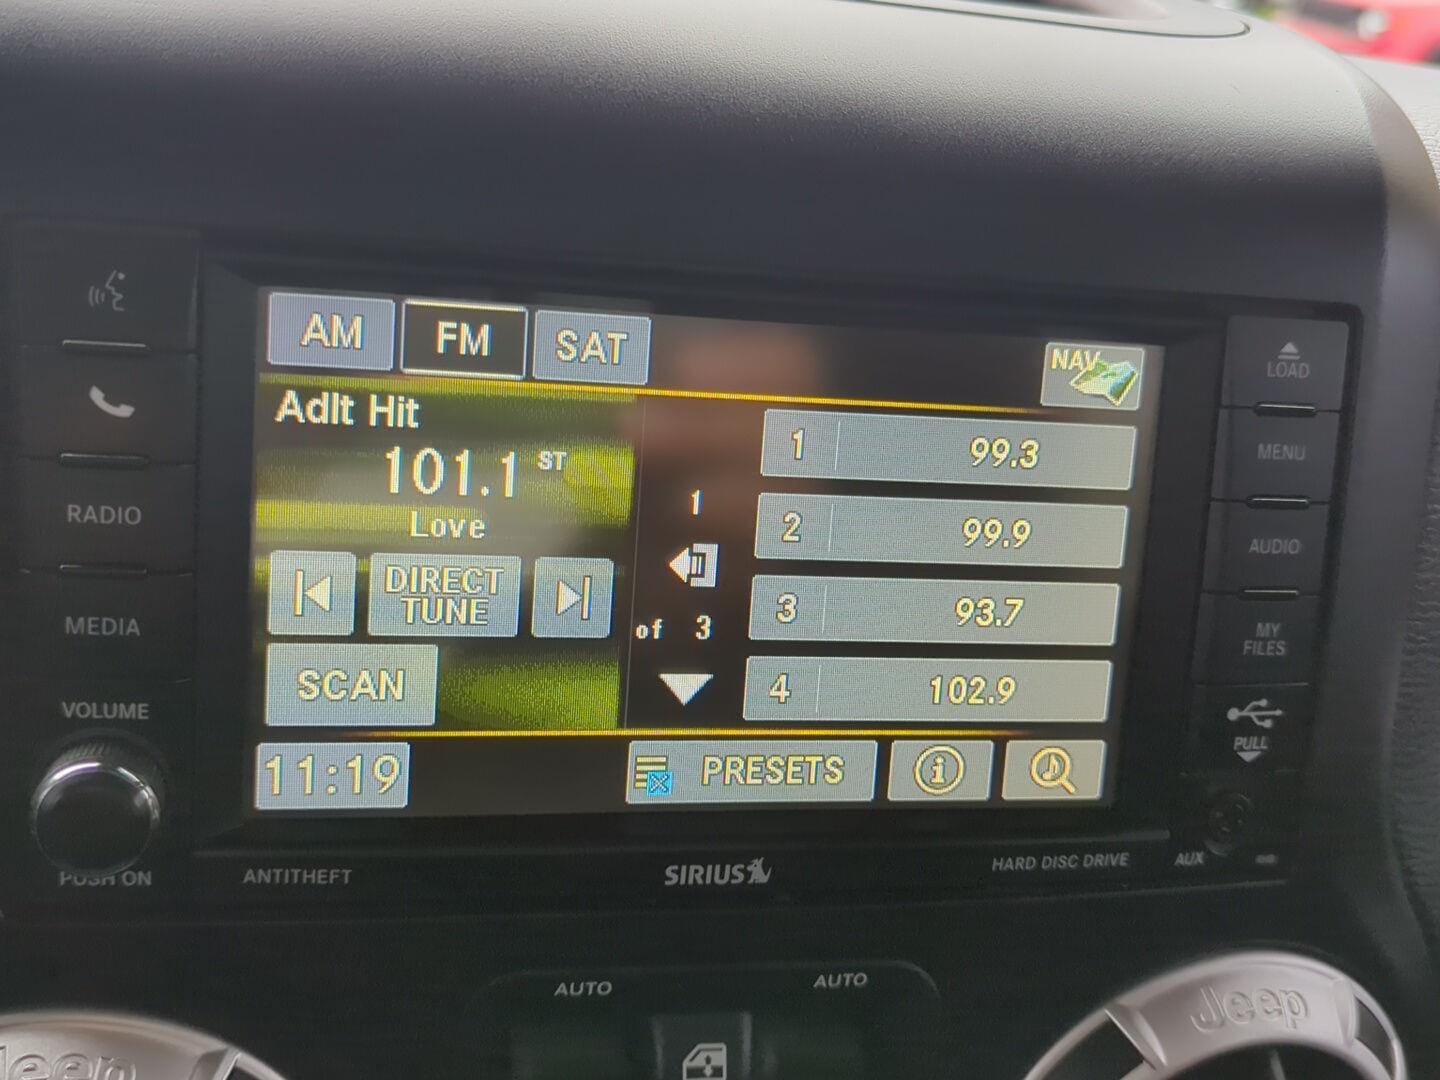 AM
FM
SAT
NAV
Adlt Hit
101.1 ST
Love
DIRECT
TUNE
SCAN
1
of 3
1 99.3
2 99.9
3 93.7
4 102.9
11:19
PRESETS
i
RADIO
MEDIA
VOLUME
PUSH ON
LOAD
MENU
AUDIO
MY
FILES
PULL
AUX
ANTITHEFT
SIRIUS
HARD DISC DRIVE
AUTO
AUTO
Jeep
Jeep